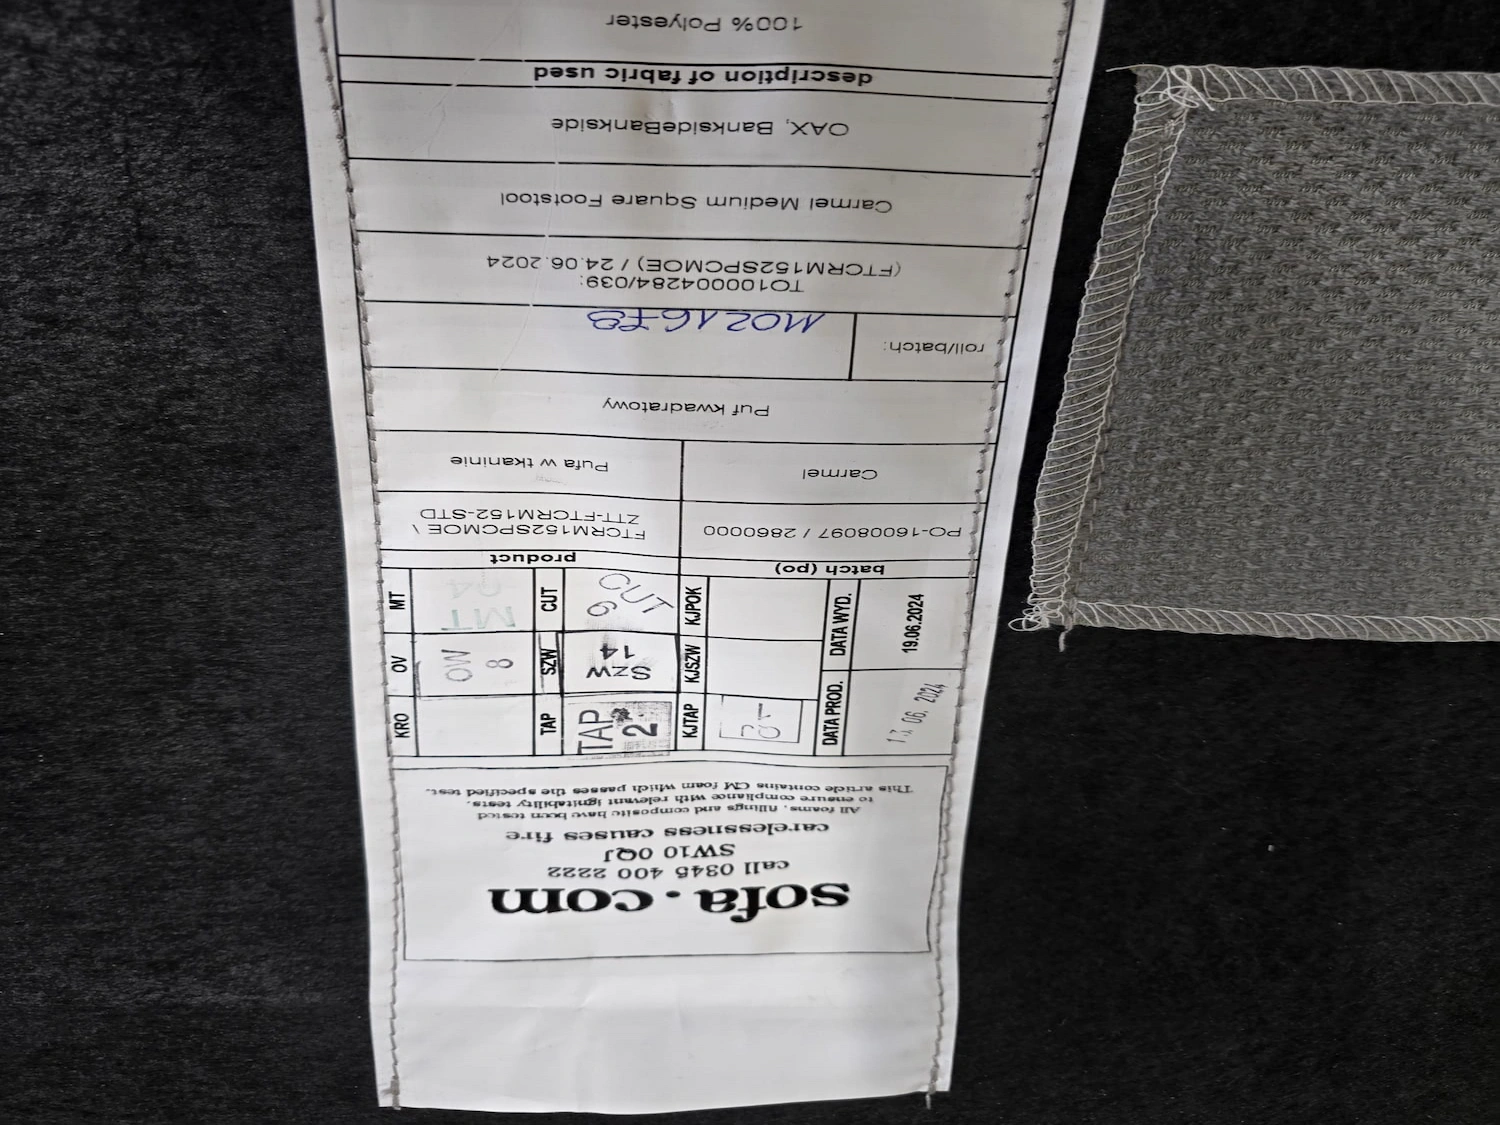 sofa.com
call 0345 400 2222
SW10 0QJ
carelessness causes fire
All foams, fillings and composite have been tested
to ensure compliance with relevant ignitability tests.
This article contains CM foam which passes the specified test.
DATA PROD. KJTAP TAP TAP 2 KRO
06. 2024
DATA WYD. 19.06.2024 KJSZW SZW SZW 14 OV OW 8
KJPOK CUT CUT 6 MT MT 04
batch (po) product
PO-16008097 / 2860000 FTCRM152SPCMOE \
ZTT-FTCRM152-STD
Carmel Pufa w tkaninie
Puf kwadratowy
roll/batch: 11021679
TO100004284/039:
(FTCRM152SPCMOE) / 24.06.2024
Carmel Medium Square Footstool
OAX, BanksideBankside
description of fabric used
100% Polyester